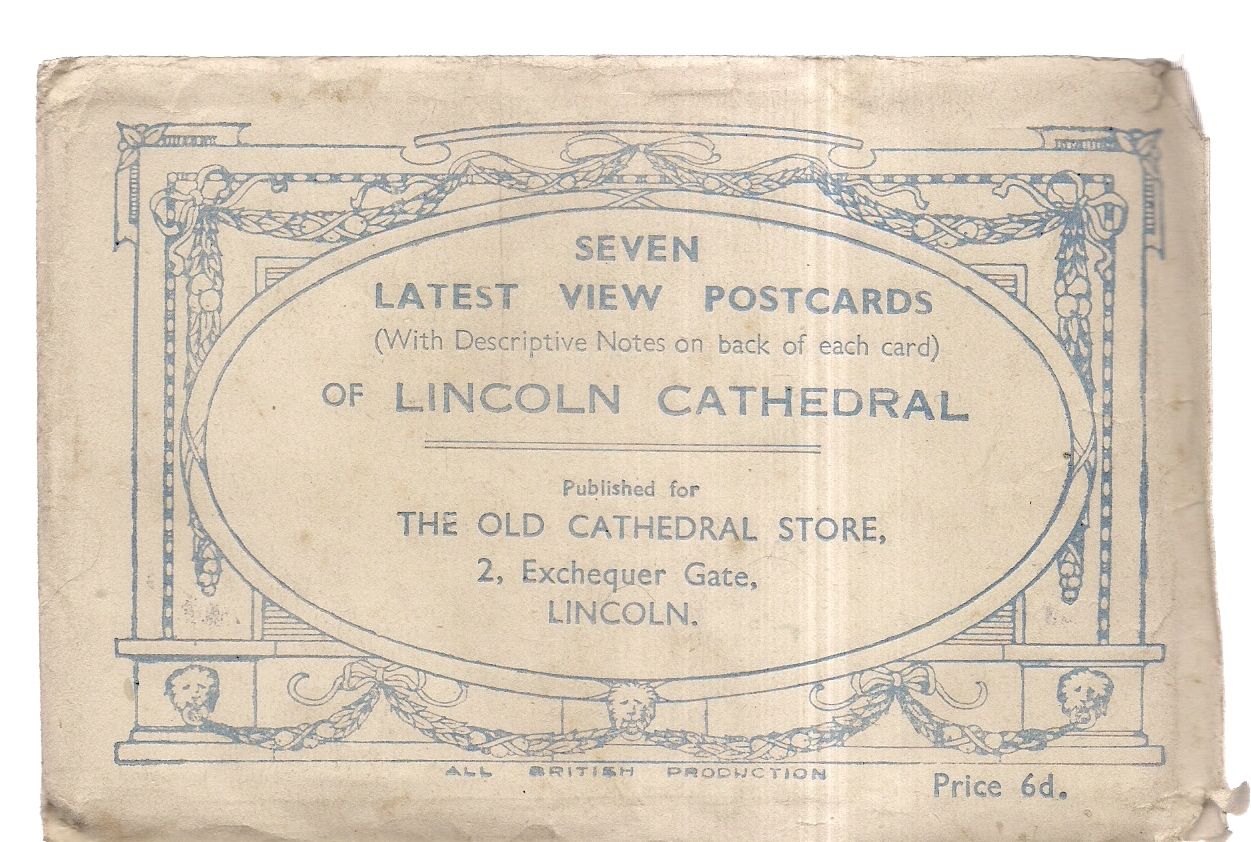 SEVEN
LATEST VIEW POSTCARDS
(With Descriptive Notes on back of each card)
OF LINCOLN CATHEDRAL
Published for
THE OLD CATHEDRAL STORE,
2, Exchequer Gate,
LINCOLN.
ALL BRITISH PRODUCTION
Price 6d.